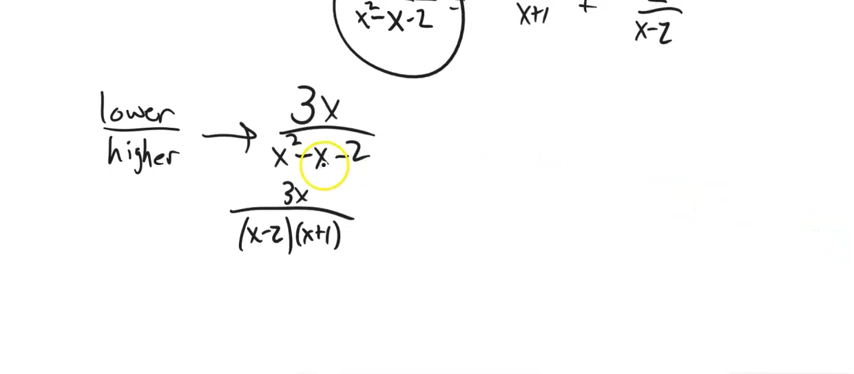 x²-x-2 = x+1 + x-2
lower
higher
→ 3x
x²-x-2
3x
(x-2)(x+1)